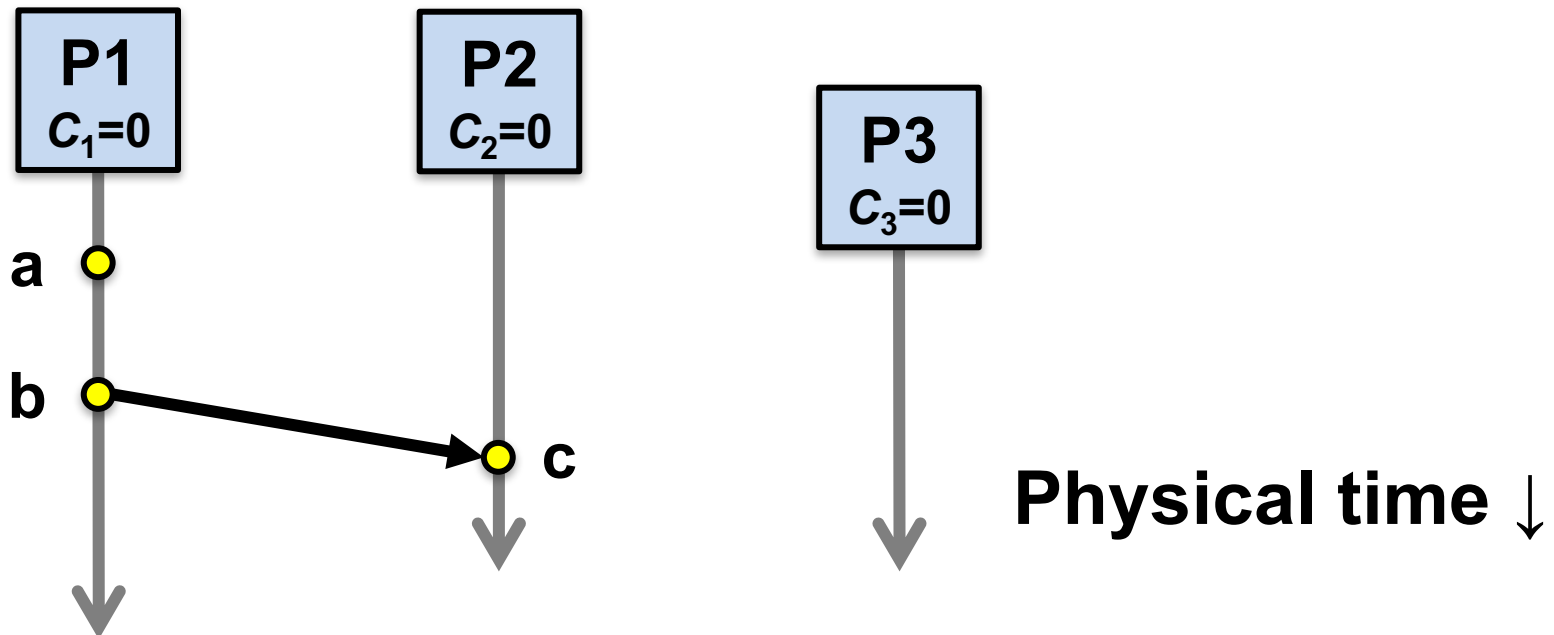 P1
C₁=0
P2
C₂=0
P3
C₃=0
a
b
c
Physical time ↓